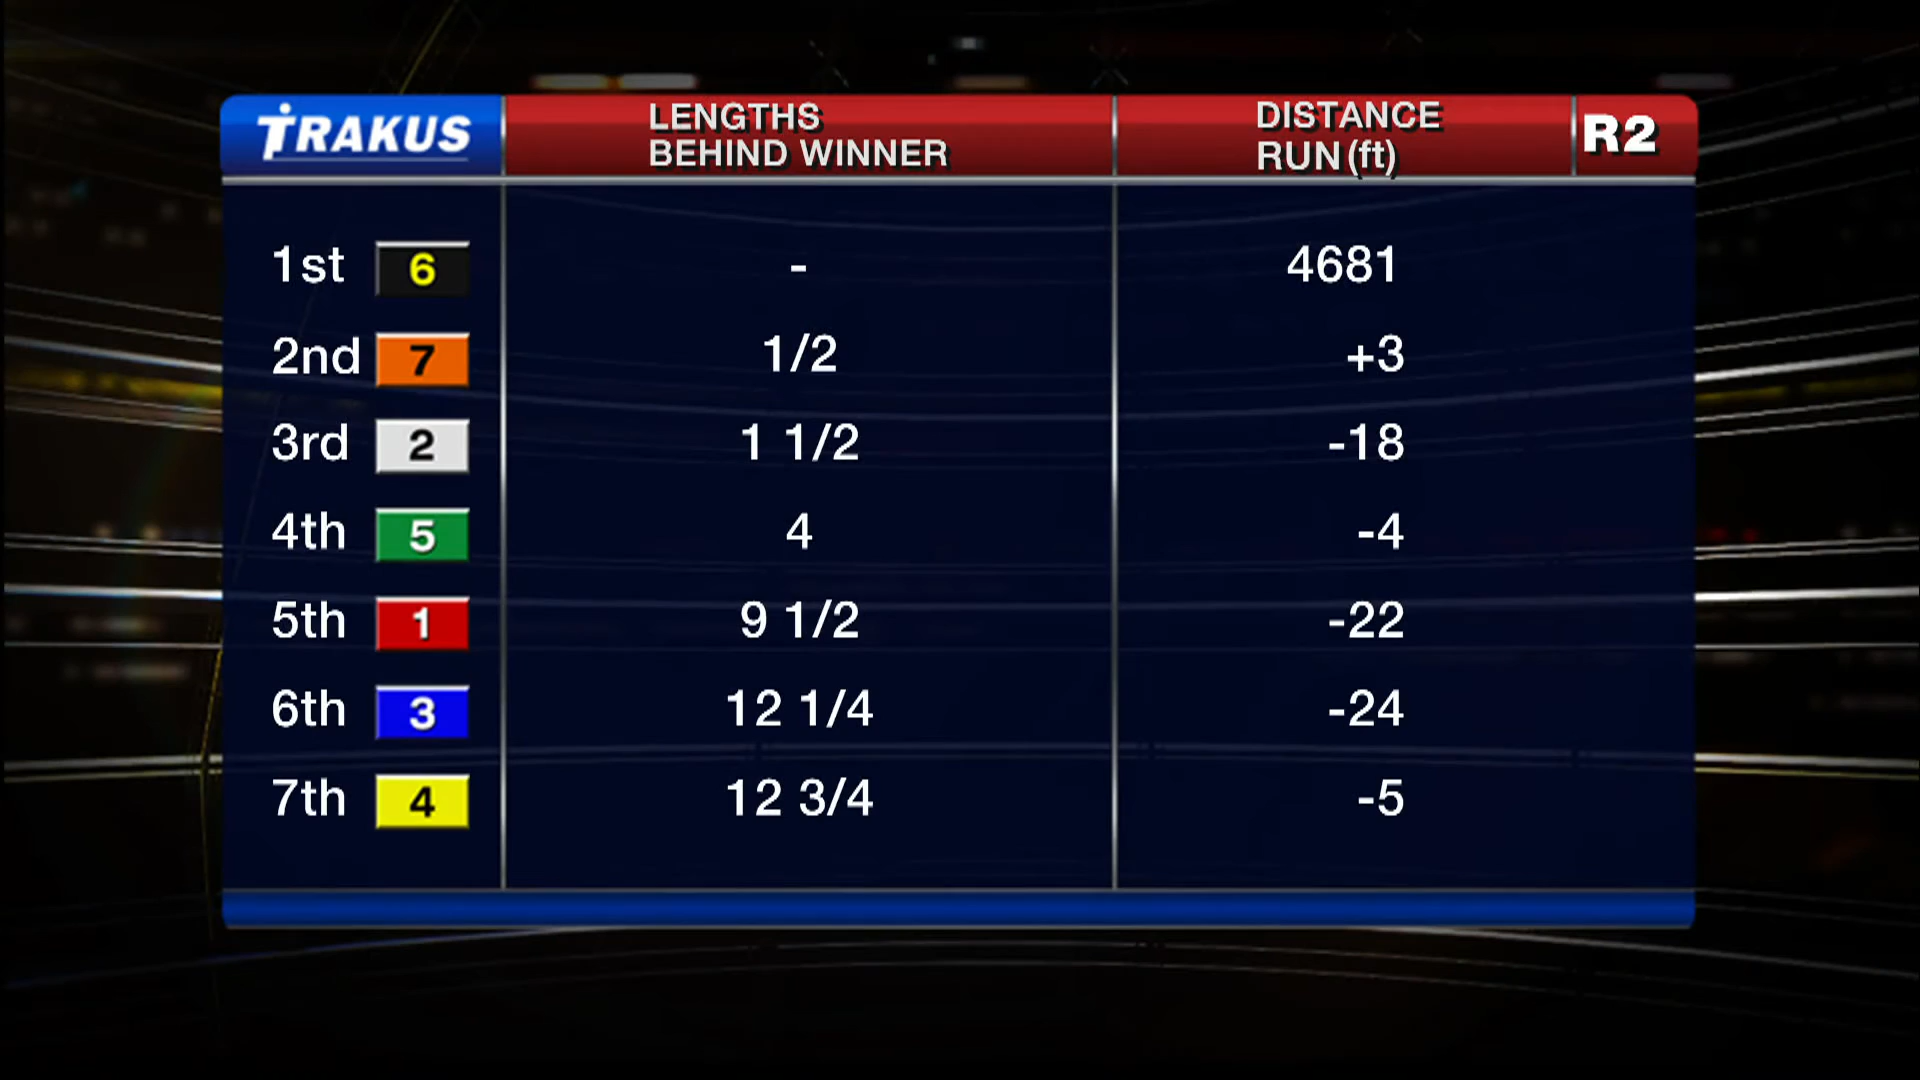 TRAKUS
LENGTHS
BEHIND WINNER
DISTANCE
RUN (ft)
R2
1st 6 - 4681
2nd 7 1/2 +3
3rd 2 1 1/2 -18
4th 5 4 -4
5th 1 9 1/2 -22
6th 3 12 1/4 -24
7th 4 12 3/4 -5